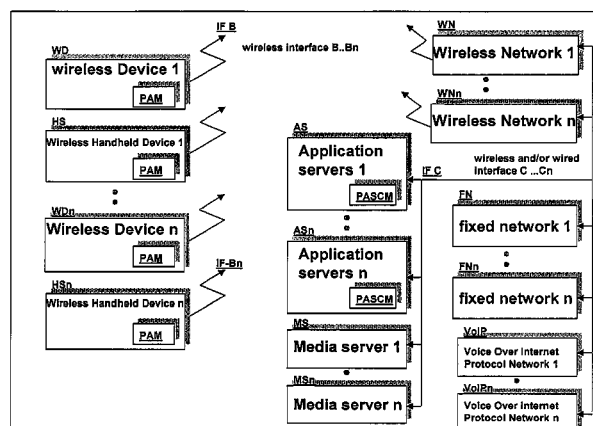 WD
wireless Device 1
PAM
HS
Wireless Handheld Device 1
PAM
WDn
Wireless Device n
PAM
HSn
Wireless Handheld Device n
PAM
IF B
wireless interface B..Bn
IF-Bn
AS
Application
servers 1
PASCM
ASn
Application
servers n
PASCM
MS
Media server 1
MSn
Media server n
WN
Wireless Network 1
WNn
Wireless Network n
IF C
wireless and/or wired
interface C ...Cn
FN
fixed network 1
FNn
fixed network n
VoIP
Voice Over Internet
Protocol Network 1
VoIPn
Voice Over Internet
Protocol Network n